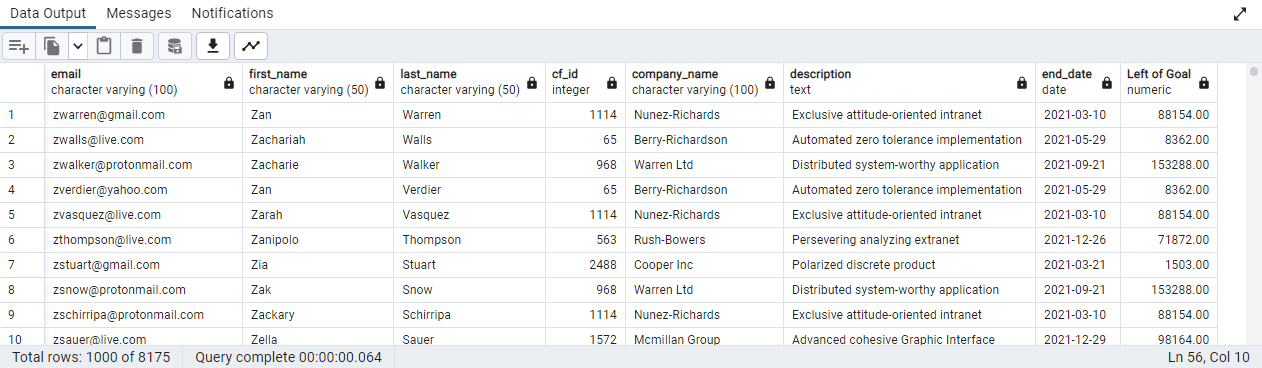 Data Output Messages Notifications
email first_name last_name cf_id company_name description end_date Left of Goal
character varying (100) character varying (50) character varying (50) integer character varying (100) text date numeric
1 zwarren@gmail.com Zan Warren 1114 Nunez-Richards Exclusive attitude-oriented intranet 2021-03-10 88154.00
2 zwalls@live.com Zachariah Walls 65 Berry-Richardson Automated zero tolerance implementation 2021-05-29 8362.00
3 zwalker@protonmail.com Zacharie Walker 968 Warren Ltd Distributed system-worthy application 2021-09-21 153288.00
4 zverdier@yahoo.com Zan Verdier 65 Berry-Richardson Automated zero tolerance implementation 2021-05-29 8362.00
5 zvasquez@live.com Zarah Vasquez 1114 Nunez-Richards Exclusive attitude-oriented intranet 2021-03-10 88154.00
6 zthompson@live.com Zanipolo Thompson 563 Rush-Bowers Persevering analyzing extranet 2021-12-26 71872.00
7 zstuart@gmail.com Zia Stuart 2488 Cooper Inc Polarized discrete product 2021-03-21 1503.00
8 zsnow@protonmail.com Zak Snow 968 Warren Ltd Distributed system-worthy application 2021-09-21 153288.00
9 zschirripa@protonmail.com Zackary Schirripa 1114 Nunez-Richards Exclusive attitude-oriented intranet 2021-03-10 88154.00
10 zsauer@live.com Zella Sauer 1572 Mcmillan Group Advanced cohesive Graphic Interface 2021-12-29 98164.00
Total rows: 1000 of 8175 Query complete 00:00:00.064 Ln 56, Col 10